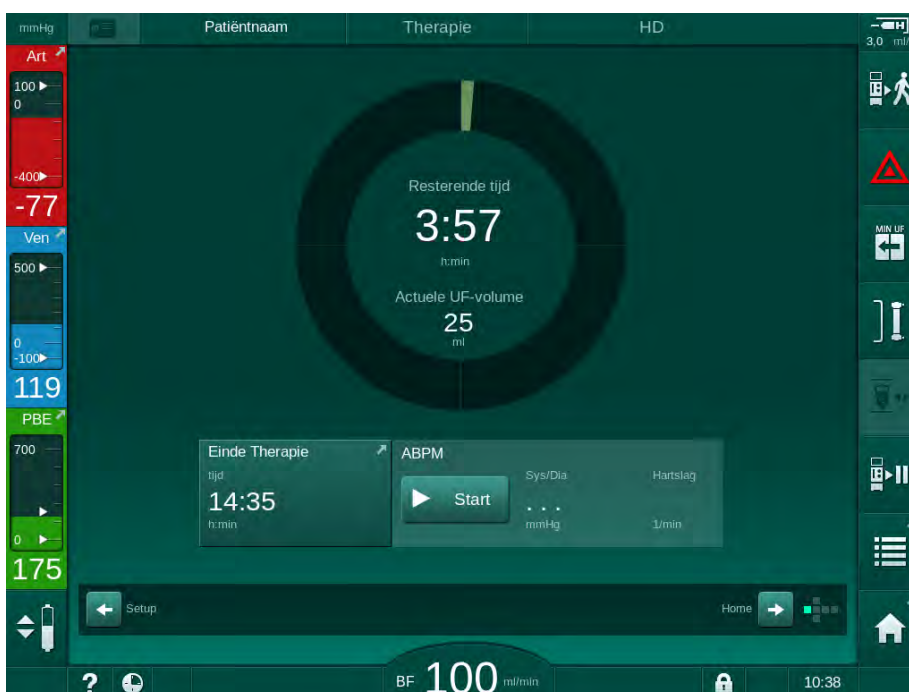 mmHg
Patiëntnaam
Therapie
HD
H
3,0 ml/
Art
100
0
-400
-77
Ven
500
0
-100
119
PBE
700
0
175
Resterende tijd
3:57
h:min
Actuele UF-volume
25
ml
MIN UF
Einde Therapie
tijd
14:35
h:min
ABPM
Start
Sys/Dia
. . .
mmHg
Hartslag
1/min
Setup
Home
?
BF 100 ml/min
10:38